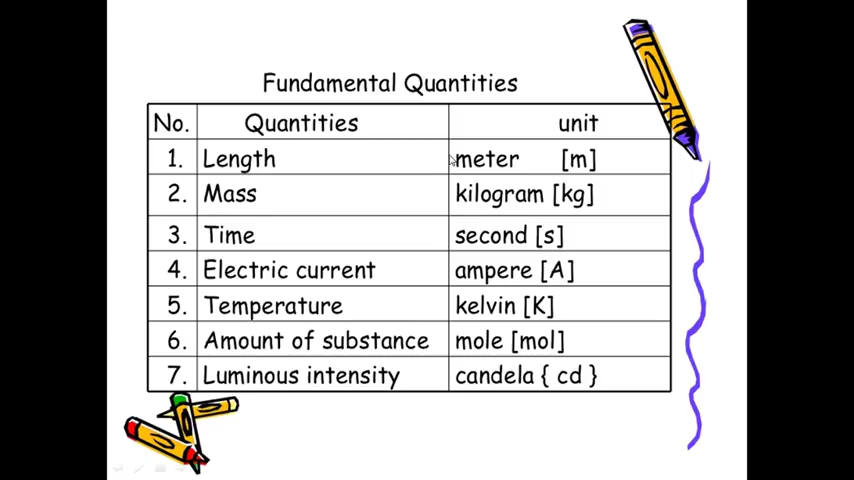 Fundamental Quantities
No. Quantities unit
1. Length meter [m]
2. Mass kilogram [kg]
3. Time second [s]
4. Electric current ampere [A]
5. Temperature kelvin [K]
6. Amount of substance mole [mol]
7. Luminous intensity candela { cd }